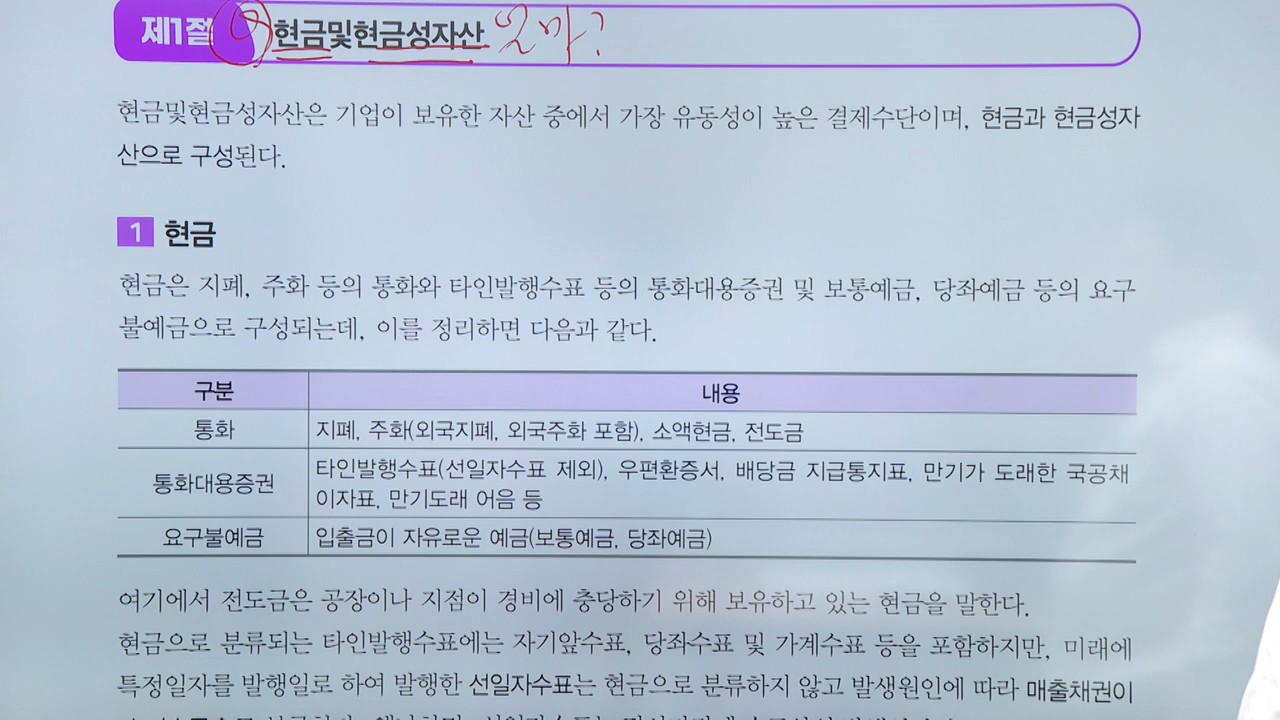 제1절 현금및현금성자산
현금및현금성자산은 기업이 보유한 자산 중에서 가장 유동성이 높은 결제수단이며, 현금과 현금성자
산으로 구성된다.
1 현금
현금은 지폐, 주화 등의 통화와 타인발행수표 등의 통화대용증권 및 보통예금, 당좌예금 등의 요구
불예금으로 구성되는데, 이를 정리하면 다음과 같다.
구분 내용
통화 지폐, 주화(외국지폐, 외국주화 포함), 소액현금, 전도금
통화대용증권 타인발행수표(선일자수표 제외), 우편환증서, 배당금 지급통지표, 만기가 도래한 국공채
이자표, 만기도래 어음 등
요구불예금 입출금이 자유로운 예금(보통예금, 당좌예금)
여기에서 전도금은 공장이나 지점이 경비에 충당하기 위해 보유하고 있는 현금을 말한다.
현금으로 분류되는 타인발행수표에는 자기앞수표, 당좌수표 및 가계수표 등을 포함하지만, 미래에
특정일자를 발행일로 하여 발행한 선일자수표는 현금으로 분류하지 않고 발생원인에 따라 매출채권이